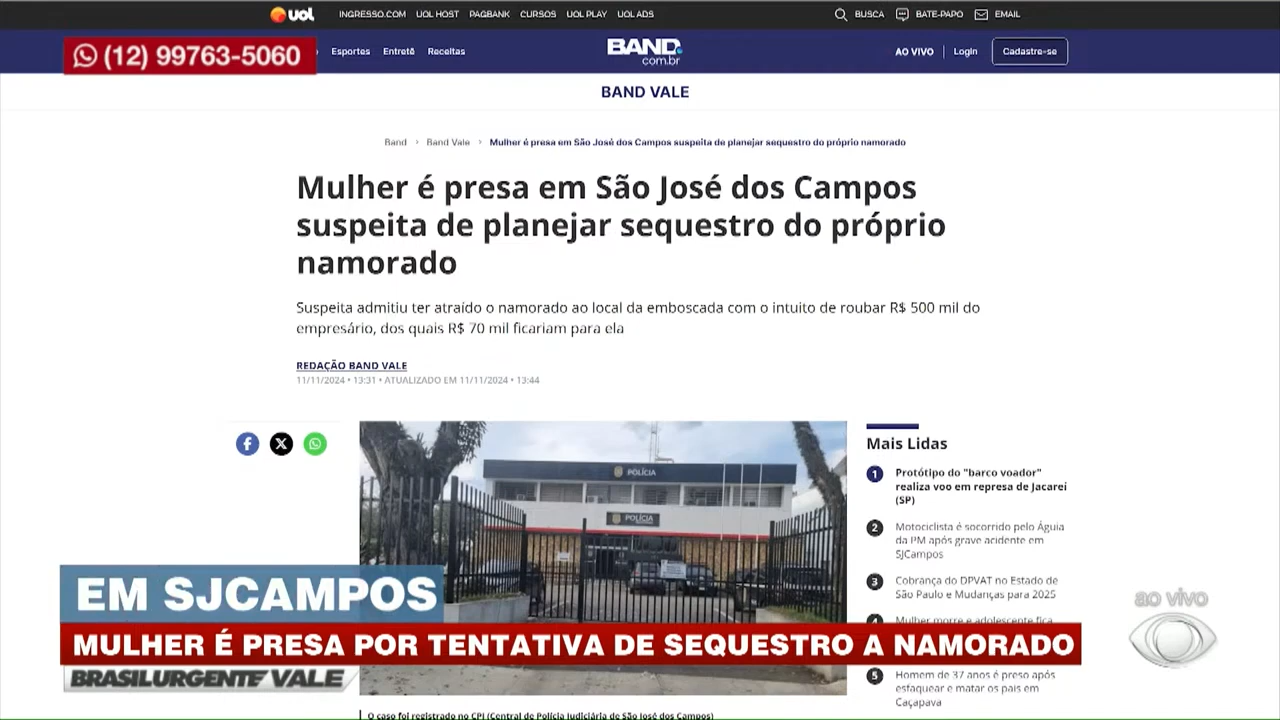 uol
INGRESSO.COM UOL HOST PAGBANK CURSOS UOL PLAY UOL ADS
BUSCA BATE-PAPO EMAIL
(12) 99763-5060
Esportes Entretê Receitas
BAND
com.br
AO VIVO Login Cadastre-se
BAND VALE
Band › Band Vale › Mulher é presa em São José dos Campos suspeita de planejar sequestro do próprio namorado
Mulher é presa em São José dos Campos
suspeita de planejar sequestro do próprio
namorado
Suspeita admitiu ter atraído o namorado ao local da emboscada com o intuito de roubar R$ 500 mil do
empresário, dos quais R$ 70 mil ficariam para ela
REDAÇÃO BAND VALE
11/11/2024 • 13:31 • ATUALIZADO EM 11/11/2024 • 13:44
POLÍCIA
POLÍCIA
Mais Lidas
1 Protótipo do "barco voador"
realiza voo em represa de Jacareí
(SP)
2 Motociclista é socorrido pelo Águia
da PM após grave acidente em
SJCampos
3 Cobrança do DPVAT no Estado de
São Paulo e Mudanças para 2025
4 Mulher morre e adolescente fica
5 Homem de 37 anos é preso após
esfaquear e matar os pais em
Caçapava
EM SJCAMPOS
MULHER É PRESA POR TENTATIVA DE SEQUESTRO A NAMORADO
BRASILURGENTE VALE
ao vivo
O caso foi registrado no CPJ (Central de Polícia Judiciária de São José dos Campos)